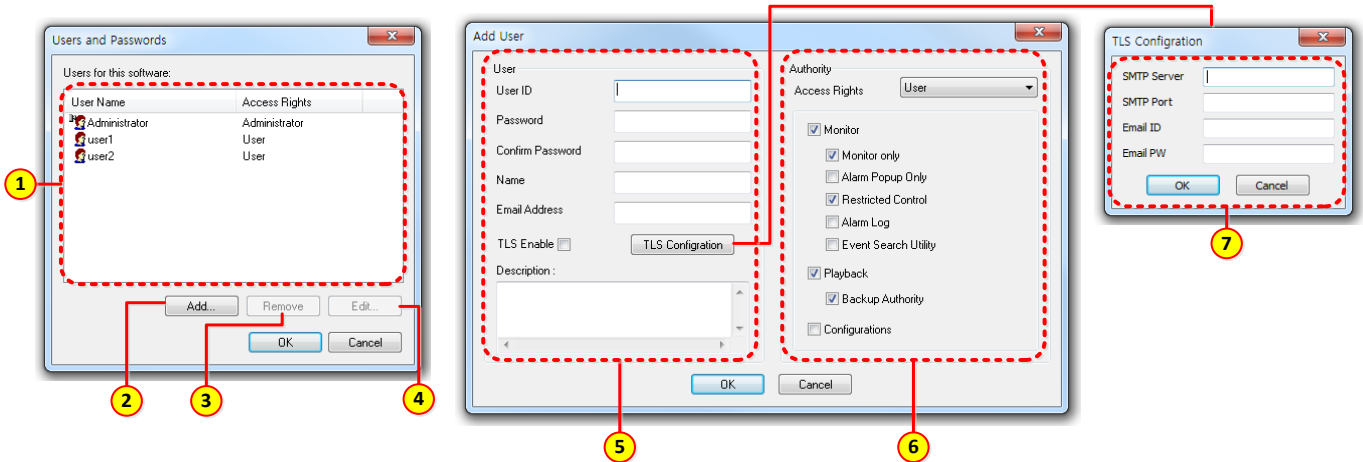 Users and Passwords
Users for this software:
User Name Access Rights
Administrator Administrator
user1 User
user2 User
Add... Remove Edit...
OK Cancel
1
2
3
4
Add User
User
User ID
Password
Confirm Password
Name
Email Address
TLS Enable TLS Configration
Description :
Authority
Access Rights User
Monitor
Monitor only
Alarm Popup Only
Restricted Control
Alarm Log
Event Search Utility
Playback
Backup Authority
Configurations
OK Cancel
5
6
TLS Configration
SMTP Server
SMTP Port
Email ID
Email PW
OK Cancel
7